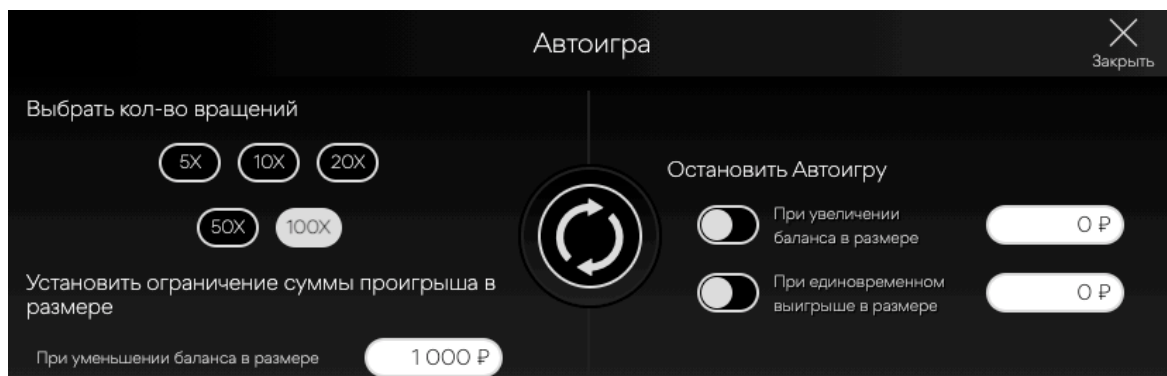 Автоигра
Закрыть
Выбрать кол-во вращений
5X 10X 20X
50X 100X
Установить ограничение суммы проигрыша в
размере
При уменьшении баланса в размере 1 000 ₽
Остановить Автоигру
При увеличении
баланса в размере
0 ₽
При единовременном
выигрыше в размере
0 ₽